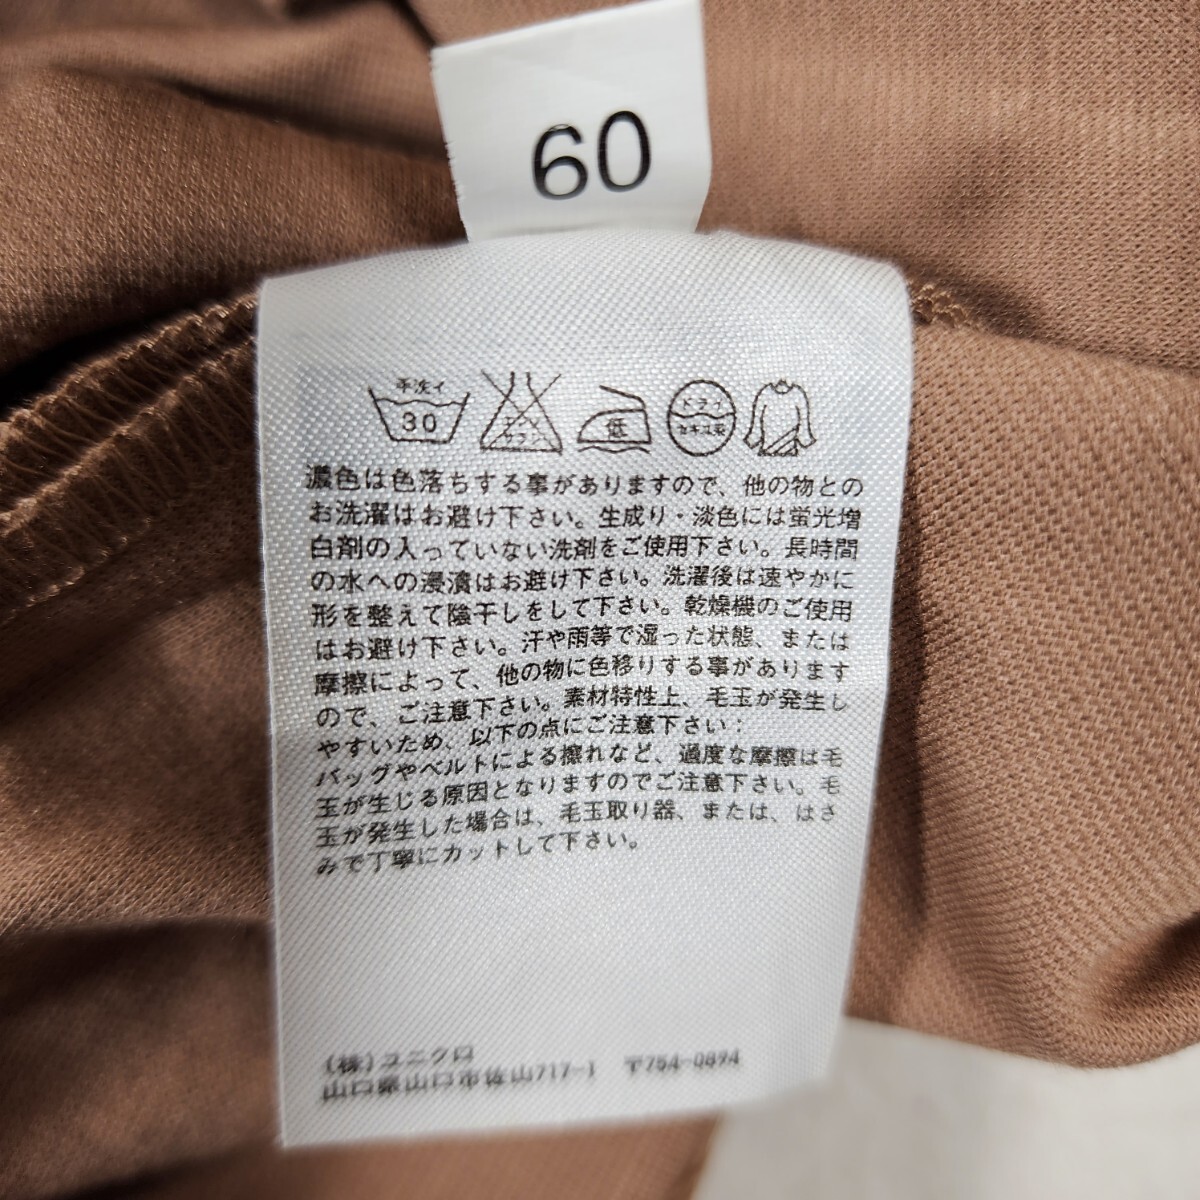 60
手洗イ
30
エンソ
サラシ
低
ドライ
セキユ系
濃色は色落ちする事がありますので、他の物との
お洗濯はお避け下さい。生成り・淡色には蛍光増
白剤の入っていない洗剤をご使用下さい。長時間
の水への浸漬はお避け下さい。洗濯後は速やかに
形を整えて陰干しをして下さい。乾燥機のご使用
はお避け下さい。汗や雨等で湿った状態、または
摩擦によって、他の物に色移りする事があります
ので、ご注意下さい。素材特性上、毛玉が発生し
やすいため、以下の点にご注意下さい：
バッグやベルトによる擦れなど、過度な摩擦は毛
玉が生じる原因となりますのでご注意下さい。毛
玉が発生した場合は、毛玉取り器、または、はさ
みで丁寧にカットして下さい。
(株)ユニクロ
山口県山口市佐山717-1 〒754-0894